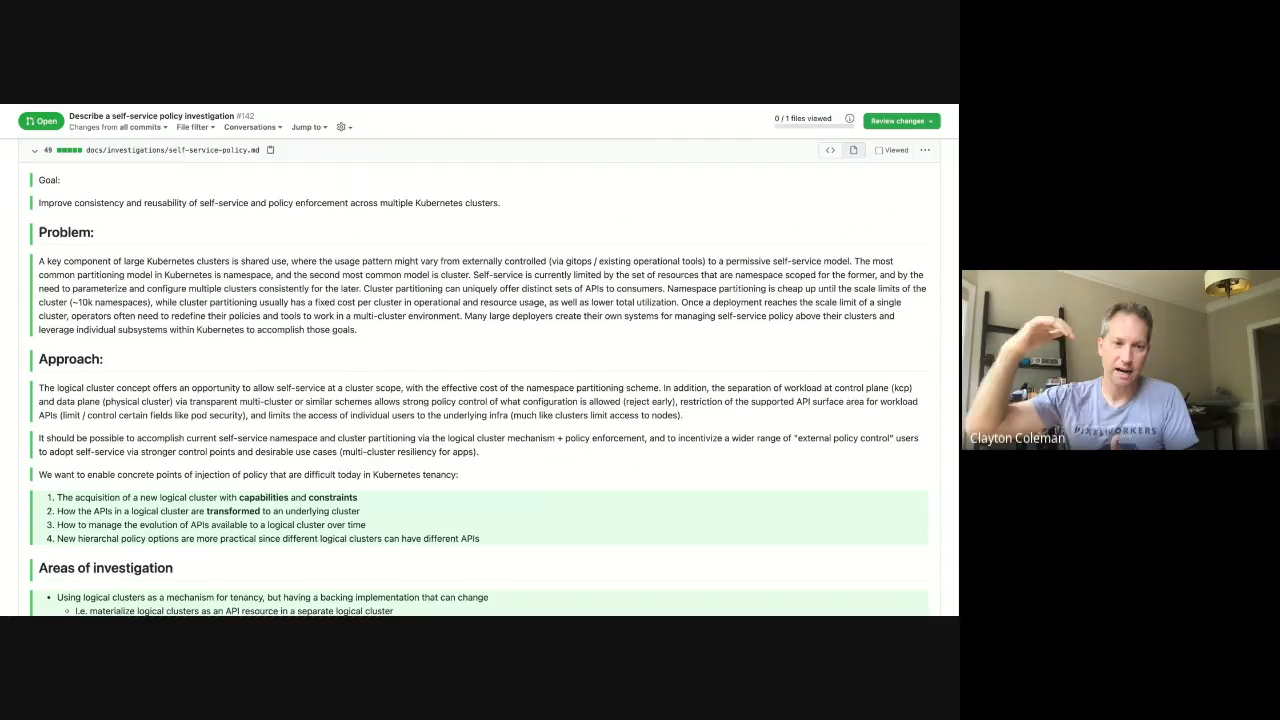 Open
Describe a self-service policy investigation #142
Changes from all commits File filter Conversations Jump to
0 / 1 files viewed
Review changes
49 docs/investigations/self-service-policy.md
Viewed
Goal:
Improve consistency and reusability of self-service and policy enforcement across multiple Kubernetes clusters.
Problem:
A key component of large Kubernetes clusters is shared use, where the usage pattern might vary from externally controlled (via gitops / existing operational tools) to a permissive self-service model. The most
common partitioning model in Kubernetes is namespace, and the second most common model is cluster. Self-service is currently limited by the set of resources that are namespace scoped for the former, and by the
need to parameterize and configure multiple clusters consistently for the later. Cluster partitioning can uniquely offer distinct sets of APIs to consumers. Namespace partitioning is cheap up until the scale limits of the
cluster (~10k namespaces), while cluster partitioning usually has a fixed cost per cluster in operational and resource usage, as well as lower total utilization. Once a deployment reaches the scale limit of a single
cluster, operators often need to redefine their policies and tools to work in a multi-cluster environment. Many large deployers create their own systems for managing self-service policy above their clusters and
leverage individual subsystems within Kubernetes to accomplish those goals.
Approach:
The logical cluster concept offers an opportunity to allow self-service at a cluster scope, with the effective cost of the namespace partitioning scheme. In addition, the separation of workload at control plane (kcp)
and data plane (physical cluster) via transparent multi-cluster or similar schemes allows strong policy control of what configuration is allowed (reject early), restriction of the supported API surface area for workload
APIs (limit / control certain fields like pod security), and limits the access of individual users to the underlying infra (much like clusters limit access to nodes).
It should be possible to accomplish current self-service namespace and cluster partitioning via the logical cluster mechanism + policy enforcement, and to incentivize a wider range of "external policy control" users
to adopt self-service via stronger control points and desirable use cases (multi-cluster resiliency for apps).
We want to enable concrete points of injection of policy that are difficult today in Kubernetes tenancy:
1. The acquisition of a new logical cluster with capabilities and constraints
2. How the APIs in a logical cluster are transformed to an underlying cluster
3. How to manage the evolution of APIs available to a logical cluster over time
4. New hierarchal policy options are more practical since different logical clusters can have different APIs
Areas of investigation
• Using logical clusters as a mechanism for tenancy, but having a backing implementation that can change
○ I.e. materialize logical clusters as an API resource in a separate logical cluster
PIXELWORKERS
Clayton Coleman